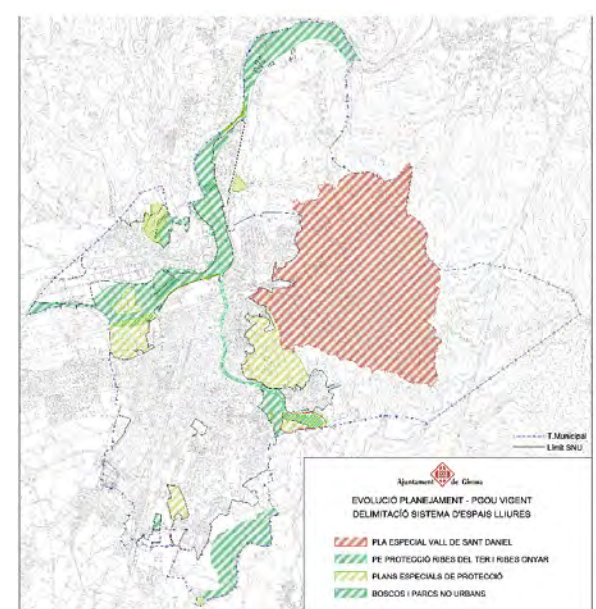 T.Municipal
Límit SNU
Ajuntament de Girona
EVOLUCIÓ PLANEJAMENT - PGOU VIGENT
DELIMITACIÓ SISTEMA D'ESPAIS LLIURES
PLA ESPECIAL VALL DE SANT DANIEL
PE PROTECCIÓ RIBES DEL TER I RIBES ONYAR
PLANS ESPECIALS DE PROTECCIÓ
BOSCOS I PARCS NO URBANS